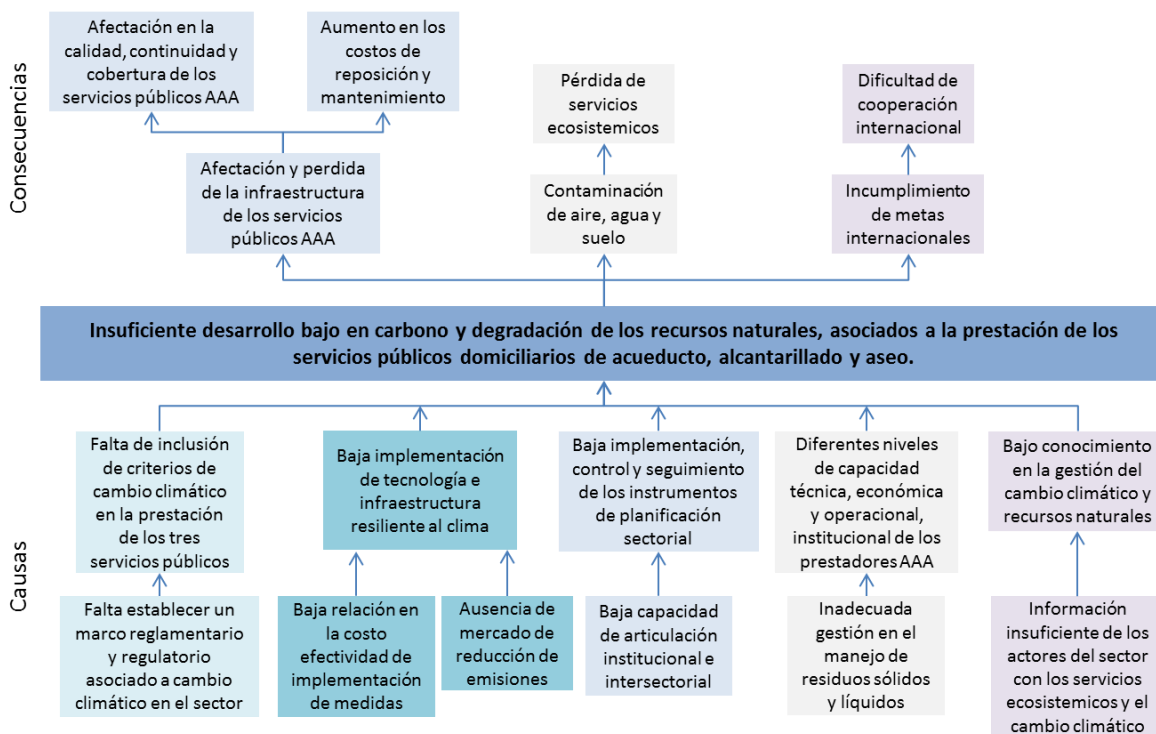 Consecuencias
Afectación en la
calidad, continuidad y
cobertura de los
servicios públicos AAA
Aumento en los
costos de
reposición y
mantenimiento
Pérdida de
servicios
ecosistemicos
Dificultad de
cooperación
internacional
Afectación y perdida
de la infraestructura
de los servicios
públicos AAA
Contaminación
de aire, agua y
suelo
Incumplimiento
de metas
internacionales
Insuficiente desarrollo bajo en carbono y degradación de los recursos naturales, asociados a la prestación de los
servicios públicos domiciliarios de acueducto, alcantarillado y aseo.
Causas
Falta de inclusión
de criterios de
cambio climático
en la prestación
de los tres
servicios públicos
Baja implementación
de tecnología e
infraestructura
resiliente al clima
Baja implementación,
control y seguimiento
de los instrumentos
de planificación
sectorial
Diferentes niveles
de capacidad
técnica, económica
y operacional,
institucional de los
prestadores AAA
Bajo conocimiento
en la gestión del
cambio climático y
recursos naturales
Falta establecer un
marco reglamentario
y regulatorio
asociado a cambio
climático en el sector
Baja relación en
la costo
efectividad de
implementación
de medidas
Ausencia de
mercado de
reducción de
emisiones
Baja capacidad
de articulación
institucional e
intersectorial
Inadecuada
gestión en el
manejo de
residuos sólidos
y líquidos
Información
insuficiente de los
actores del sector
con los servicios
ecosistemicos y el
cambio climático